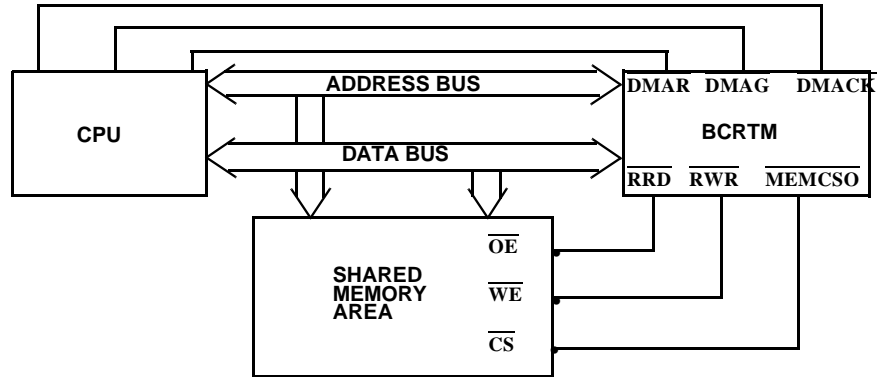 ADDRESS BUS
DMAR DMAG DMACK
CPU
BCRTM
DATA BUS
RRD RWR MEMCSO
OE
SHARED
MEMORY
AREA
WE
CS